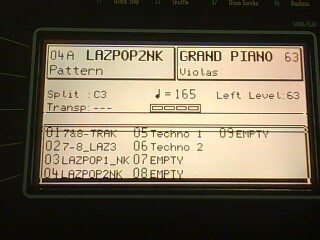 04A LAZPOP2NK GRAND PIANO 63
Pattern Violas
Split :C3 ♩=165 Left Level:63
Transp:---
01 7&8-TRAK 05 Techno 1 09 EMPTY
02 7-8_LAZ3 06 Techno 2
03 LAZPOP1_NK 07 EMPTY
04 LAZPOP2NK 08 EMPTY